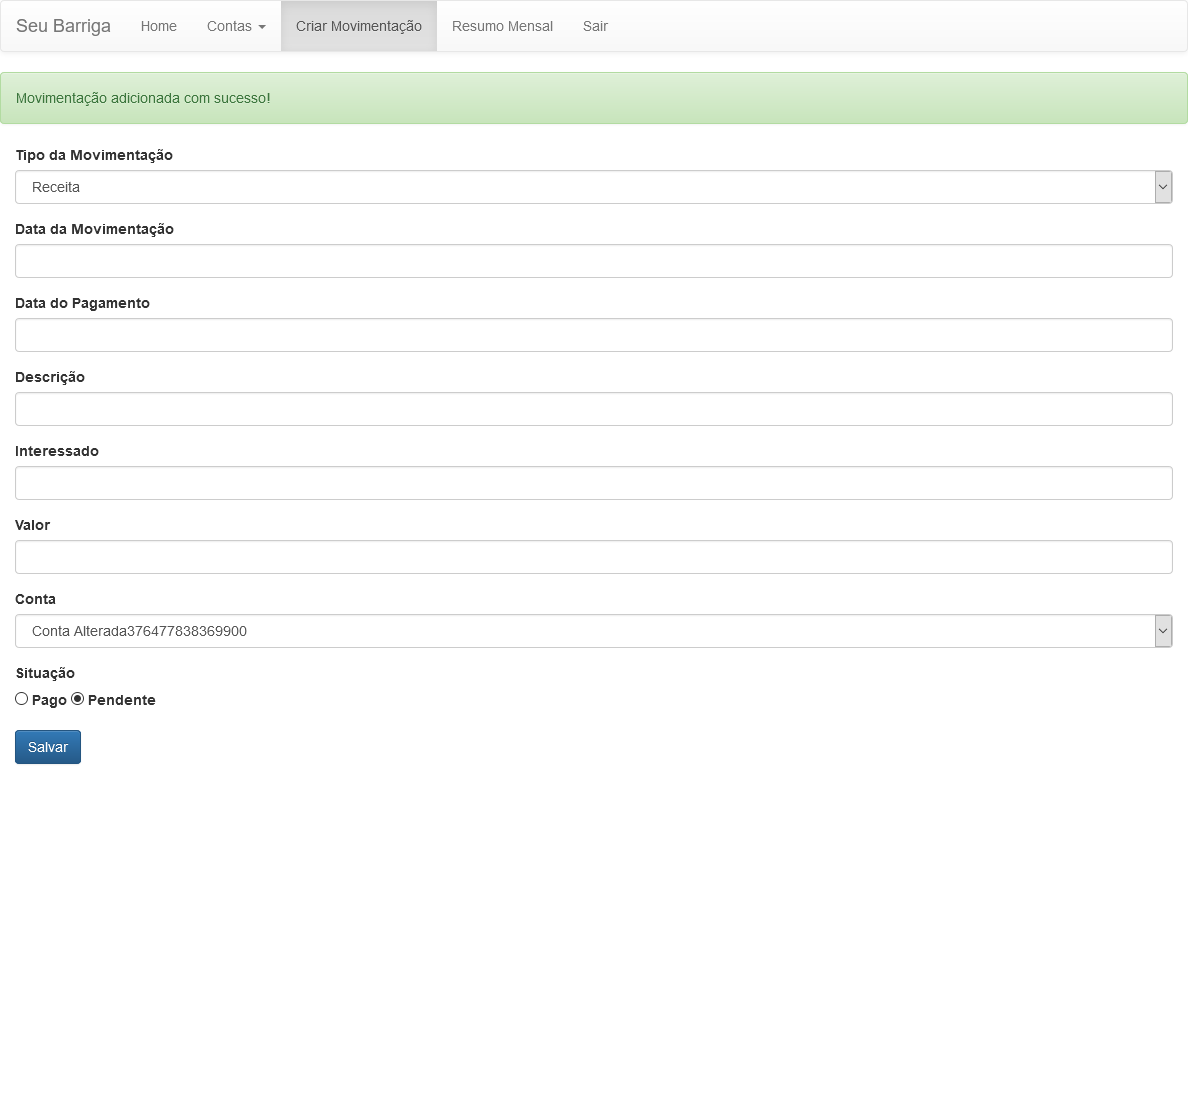 Seu Barriga Home Contas Criar Movimentação Resumo Mensal Sair
Movimentação adicionada com sucesso!
Tipo da Movimentação
Receita
Data da Movimentação
Data do Pagamento
Descrição
Interessado
Valor
Conta
Conta Alterada376477838369900
Situação
Pago Pendente
Salvar